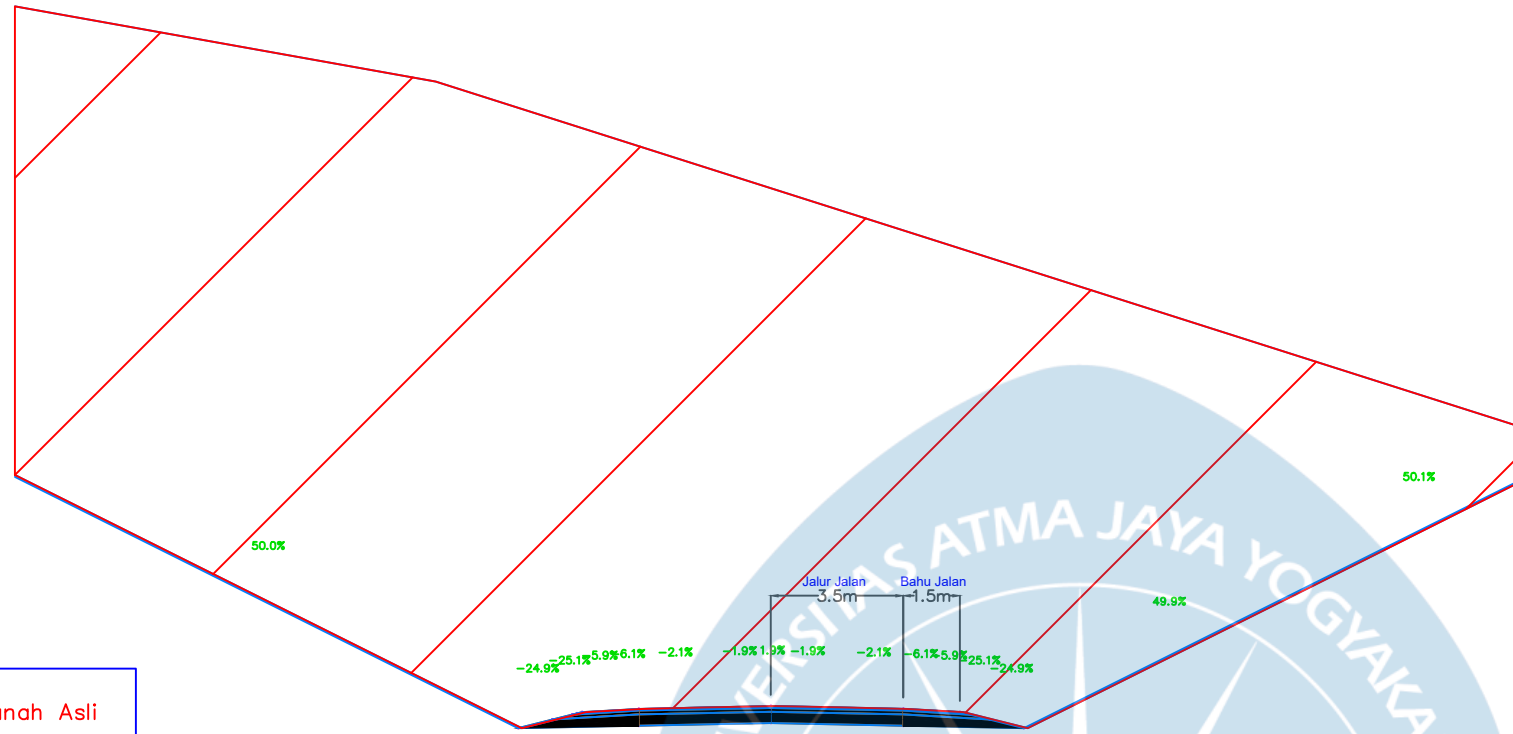 50.1%
50.0%
UNIVERSITAS ATMA JAYA YOGYAKA
Jalur Jalan Bahu Jalan
3.5m 1.5m
49.9%
-24.9% -25.1% 5.9% -6.1% -2.1% -1.9% 1.9% -1.9% -2.1% -6.1% 5.9% -25.1% -24.9%
anah Asli